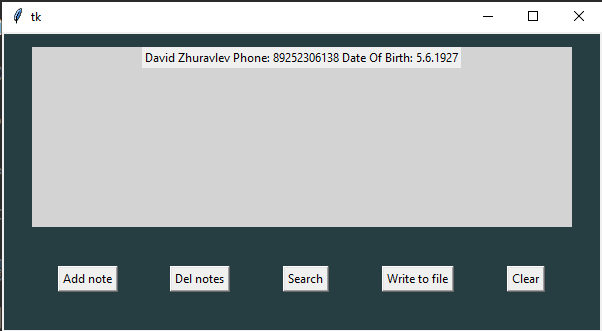 tk
David Zhuravlev Phone: 89252306138 Date Of Birth: 5.6.1927
Add note Del notes Search Write to file Clear